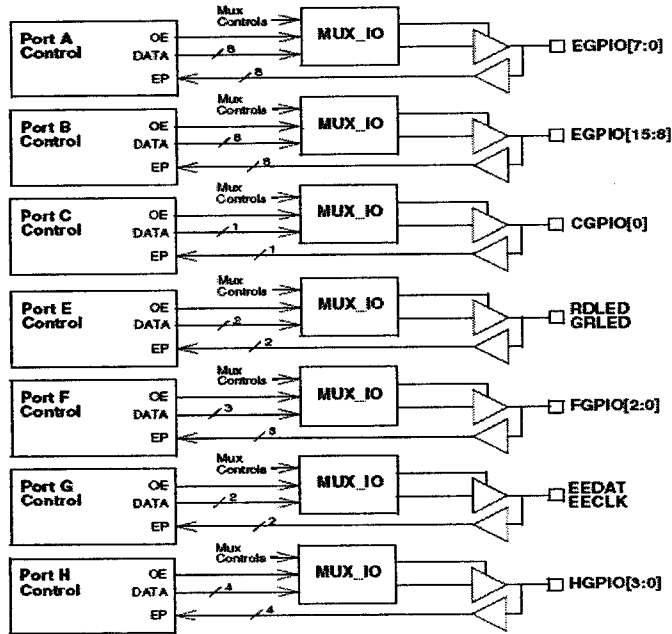 Mux
Controls
Port A
Control
OE
DATA
8
EP
8
MUX_IO
EGPIO[7:0]
Mux
Controls
Port B
Control
OE
DATA
8
EP
8
MUX_IO
EGPIO[15:8]
Mux
Controls
Port C
Control
OE
DATA
1
EP
1
MUX_IO
CGPIO[0]
Mux
Controls
Port E
Control
OE
DATA
2
EP
2
MUX_IO
RDLED
GRLED
Mux
Controls
Port F
Control
OE
DATA
3
EP
3
MUX_IO
FGPIO[2:0]
Mux
Controls
Port G
Control
OE
DATA
2
EP
2
MUX_IO
EEDAT
EECLK
Mux
Controls
Port H
Control
OE
DATA
4
EP
4
MUX_IO
HGPIO[3:0]